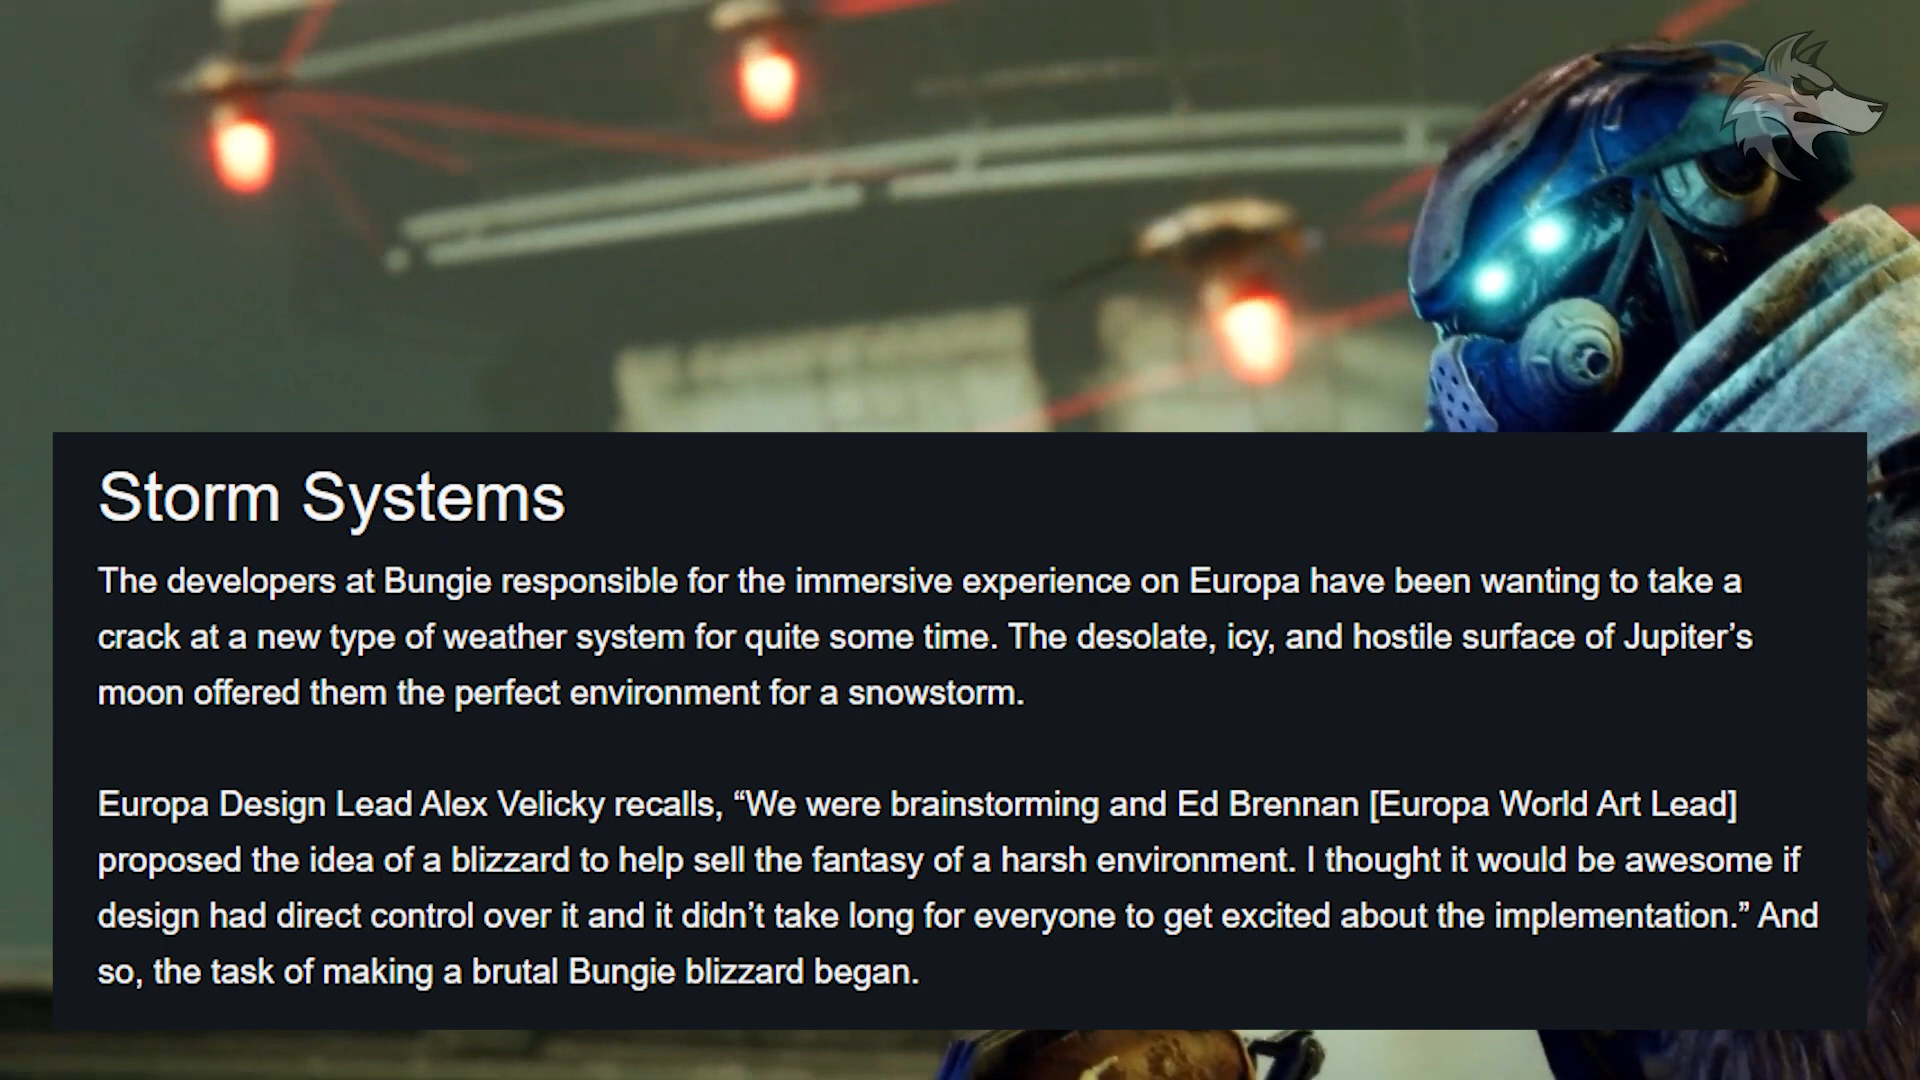 Storm Systems
The developers at Bungie responsible for the immersive experience on Europa have been wanting to take a
crack at a new type of weather system for quite some time. The desolate, icy, and hostile surface of Jupiter’s
moon offered them the perfect environment for a snowstorm.
Europa Design Lead Alex Velicky recalls, “We were brainstorming and Ed Brennan [Europa World Art Lead]
proposed the idea of a blizzard to help sell the fantasy of a harsh environment. I thought it would be awesome if
design had direct control over it and it didn’t take long for everyone to get excited about the implementation.” And
so, the task of making a brutal Bungie blizzard began.